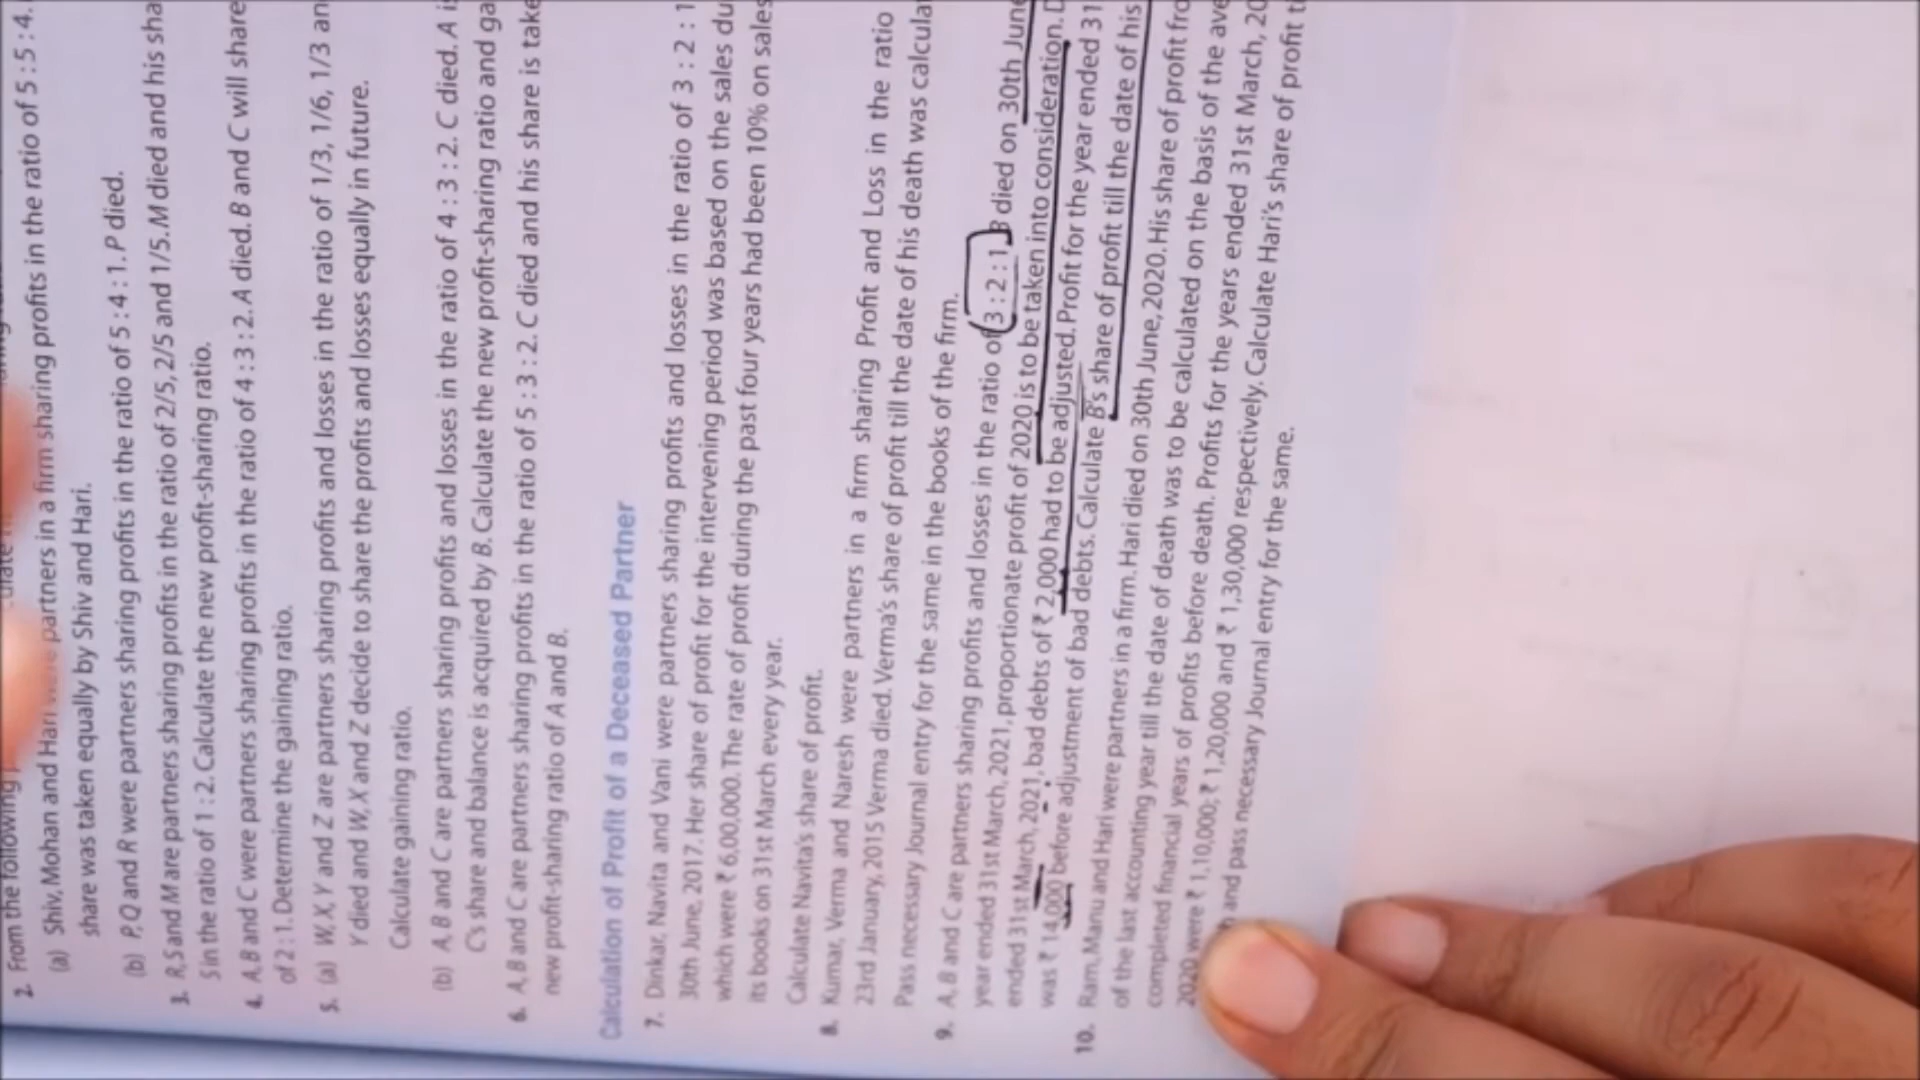 2. From the following
(a) Shiv, Mohan and Hari were partners in a firm sharing profits in the ratio of 5 : 5 : 4.
share was taken equally by Shiv and Hari.
(b) P, Q and R were partners sharing profits in the ratio of 5 : 4 : 1. P died.
3. R, S and M are partners sharing profits in the ratio of 2/5, 2/5 and 1/5. M died and his sha
S in the ratio of 1 : 2. Calculate the new profit-sharing ratio.
4. A, B and C were partners sharing profits in the ratio of 4 : 3 : 2. A died. B and C will share
of 2 : 1. Determine the gaining ratio.
5. (a) W, X, Y and Z are partners sharing profits and losses in the ratio of 1/3, 1/6, 1/3 an
Y died and W, X and Z decide to share the profits and losses equally in future.
Calculate gaining ratio.
(b) A, B and C are partners sharing profits and losses in the ratio of 4 : 3 : 2. C died. A i
C's share and balance is acquired by B. Calculate the new profit-sharing ratio and ga
6. A, B and C are partners sharing profits in the ratio of 5 : 3 : 2. C died and his share is take
new profit-sharing ratio of A and B.
Calculation of Profit of a Deceased Partner
7. Dinkar, Navita and Vani were partners sharing profits and losses in the ratio of 3 : 2 : 1
30th June, 2017. Her share of profit for the intervening period was based on the sales du
which were ₹ 6,00,000. The rate of profit during the past four years had been 10% on sales
its books on 31st March every year.
Calculate Navita's share of profit.
8. Kumar, Verma and Naresh were partners in a firm sharing Profit and Loss in the ratio
23rd January, 2015 Verma died. Verma's share of profit till the date of his death was calcula
Pass necessary Journal entry for the same in the books of the firm.
9. A, B and C are partners sharing profits and losses in the ratio of 3 : 2 : 1. B died on 30th June
year ended 31st March, 2021, proportionate profit of 2020 is to be taken into consideration. D
ended 31st March, 2021, bad debts of ₹ 2,000 had to be adjusted. Profit for the year ended 31
was ₹ 14,000 before adjustment of bad debts. Calculate B's share of profit till the date of his
10. Ram, Manu and Hari were partners in a firm. Hari died on 30th June, 2020. His share of profit fro
of the last accounting year till the date of death was to be calculated on the basis of the ave
completed financial years of profits before death. Profits for the years ended 31st March, 20
2020 were ₹ 1,10,000; ₹ 1,20,000 and ₹ 1,30,000 respectively. Calculate Hari's share of profit t
and pass necessary Journal entry for the same.